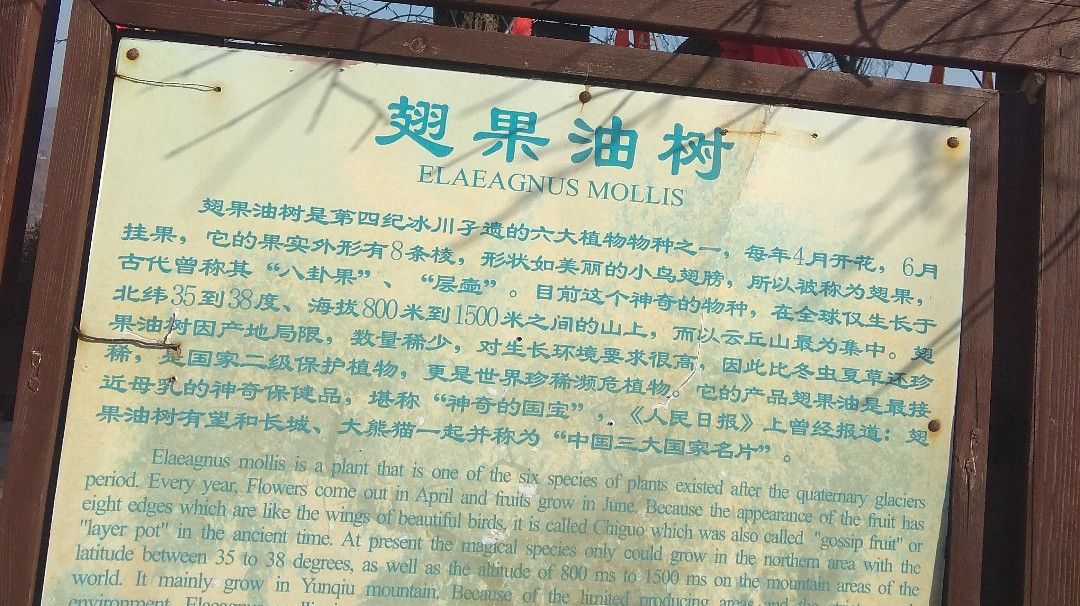 翅果油树
ELAEAGNUS MOLLIS
翅果油树是第四纪冰川孑遗的六大植物物种之一，每年4月开花，6月
挂果，它的果实外形有8条棱，形状如美丽的小鸟翅膀，所以被称为翅果，
古代曾称其“八卦果”、“层壶”。目前这个神奇的物种，在全球仅生长于
北纬35到38度、海拔800米到1500米之间的山上，而以云丘山最为集中。翅
果油树因产地局限，数量稀少，对生长环境要求很高，因此比冬虫夏草还珍
稀，是国家二级保护植物，更是世界珍稀濒危植物。它的产品翅果油是最接
近母乳的神奇保健品，堪称“神奇的国宝”，《人民日报》上曾经报道：翅
果油树有望和长城、大熊猫一起并称为“中国三大国家名片”。
Elaeagnus mollis is a plant that is one of the six species of plants existed after the quaternary glaciers
period. Every year, Flowers come out in April and fruits grow in June. Because the appearance of the fruit has
eight edges which are like the wings of beautiful birds, it is called Chiguo which was also called "gossip fruit" or
"layer pot" in the ancient time. At present the magical species only could grow in the northern area with the
latitude between 35 to 38 degrees, as well as the altitude of 800 ms to 1500 ms on the mountain areas of the
world. It mainly grow in Yunqiu mountain. Because of the limited producing areas and the
environment, Elaeagnus